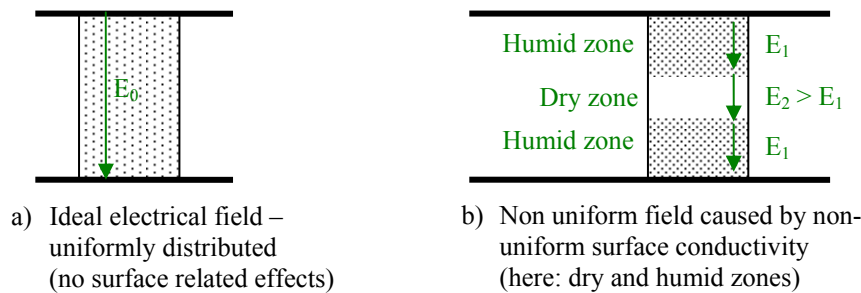 E₀
a) Ideal electrical field –
uniformly distributed
(no surface related effects)
Humid zone E₁
Dry zone E₂ > E₁
Humid zone E₁
b) Non uniform field caused by non-
uniform surface conductivity
(here: dry and humid zones)